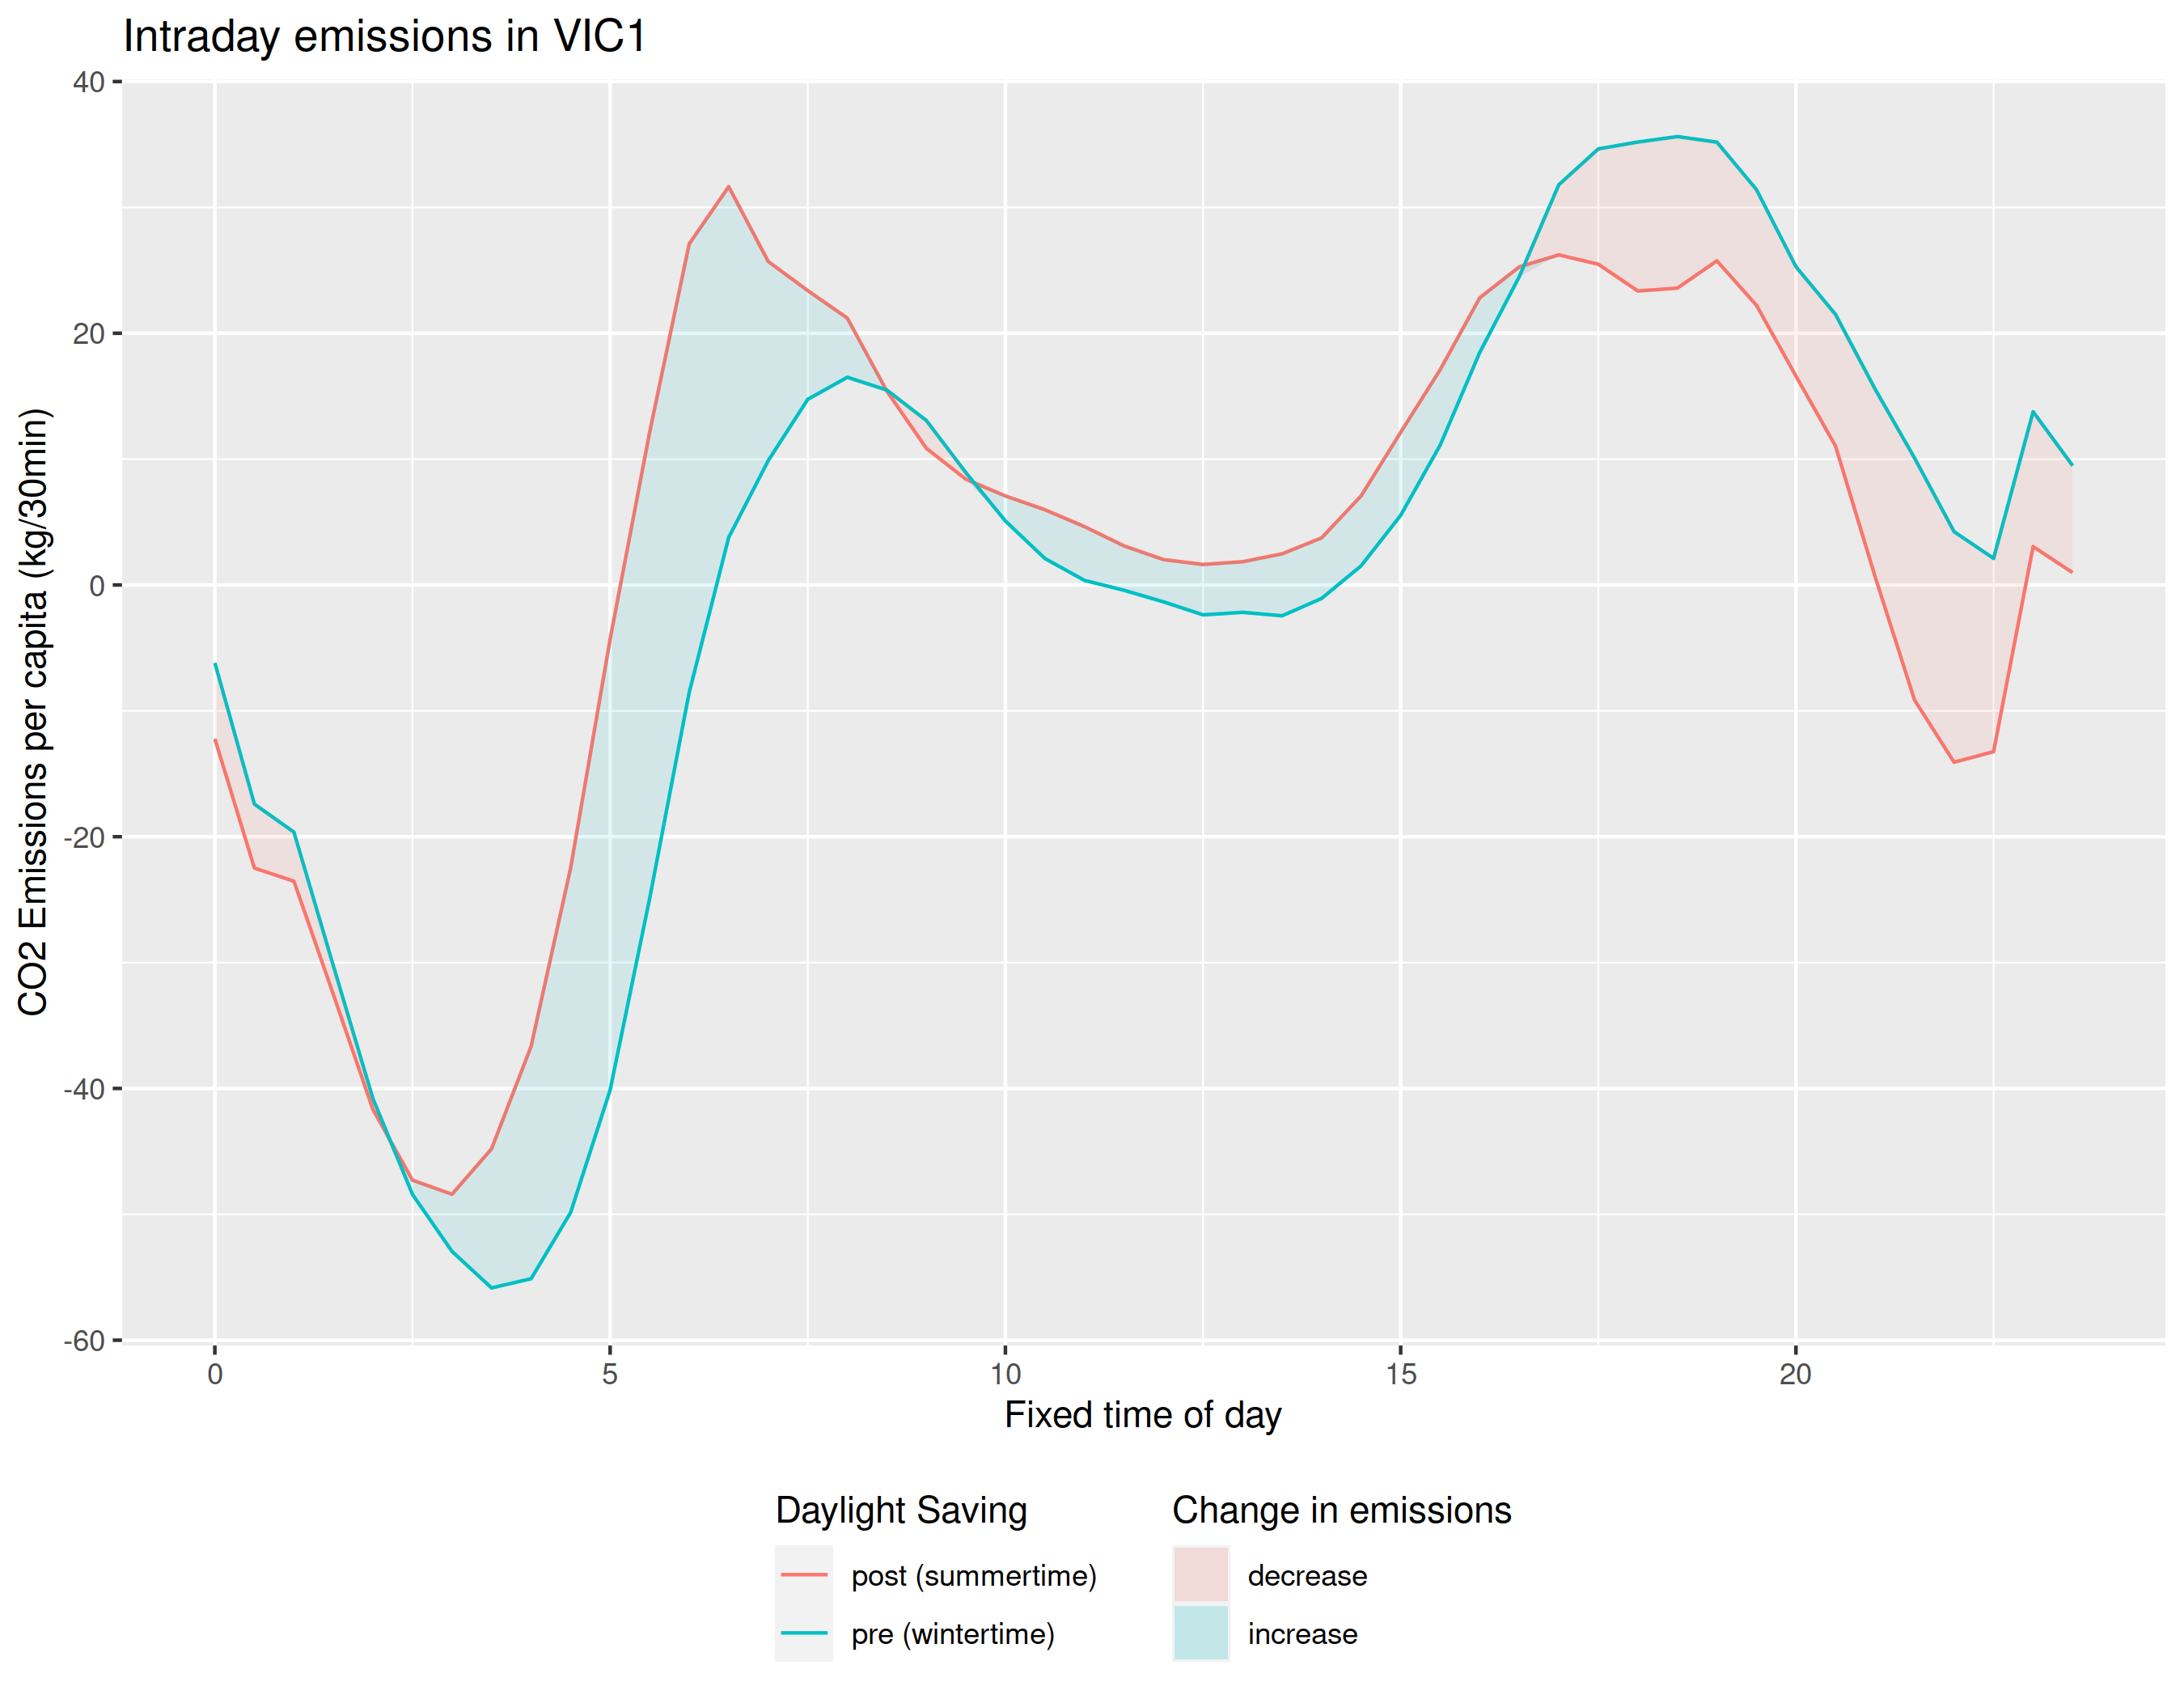 Intraday emissions in VIC1
40
20
0
-20
-40
-60
CO2 Emissions per capita (kg/30min)
0 5 10 15 20
Fixed time of day
Daylight Saving
post (summertime)
pre (wintertime)
Change in emissions
decrease
increase